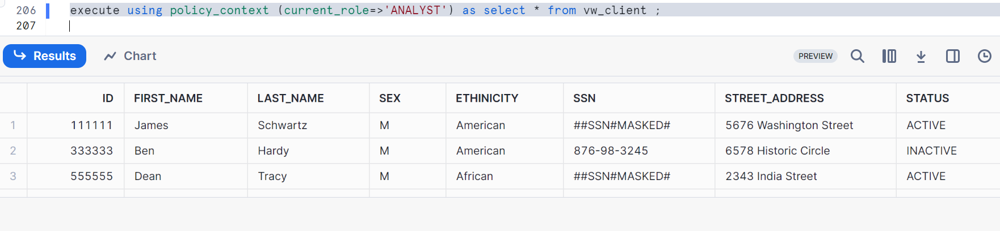 206 execute using policy_context (current_role=>'ANALYST') as select * from vw_client ;
207
Results Chart PREVIEW
ID FIRST_NAME LAST_NAME SEX ETHINICITY SSN STREET_ADDRESS STATUS
1 111111 James Schwartz M American ##SSN#MASKED# 5676 Washington Street ACTIVE
2 333333 Ben Hardy M American 876-98-3245 6578 Historic Circle INACTIVE
3 555555 Dean Tracy M African ##SSN#MASKED# 2343 India Street ACTIVE